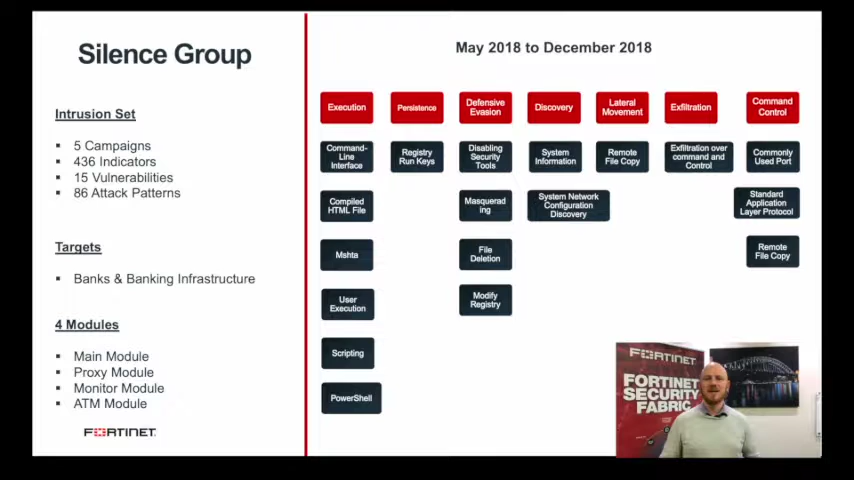 Silence Group
Intrusion Set
▪ 5 Campaigns
▪ 436 Indicators
▪ 15 Vulnerabilities
▪ 86 Attack Patterns
Targets
▪ Banks & Banking Infrastructure
4 Modules
▪ Main Module
▪ Proxy Module
▪ Monitor Module
▪ ATM Module
FORTINET
May 2018 to December 2018
Execution
Command-
Line
Interface
Compiled
HTML File
Mshta
User
Execution
Scripting
PowerShell
Persistence
Registry
Run Keys
Defensive
Evasion
Disabling
Security
Tools
Masquerad
ing
File
Deletion
Modify
Registry
Discovery
System
Information
System Network
Configuration
Discovery
Lateral
Movement
Remote
File Copy
Exfiltration
Exfiltration over
command and
Control
Command
Control
Commonly
Used Port
Standard
Application
Layer Protocol
Remote
File Copy
FORTINET
FORTINET
SECURITY
FABRIC